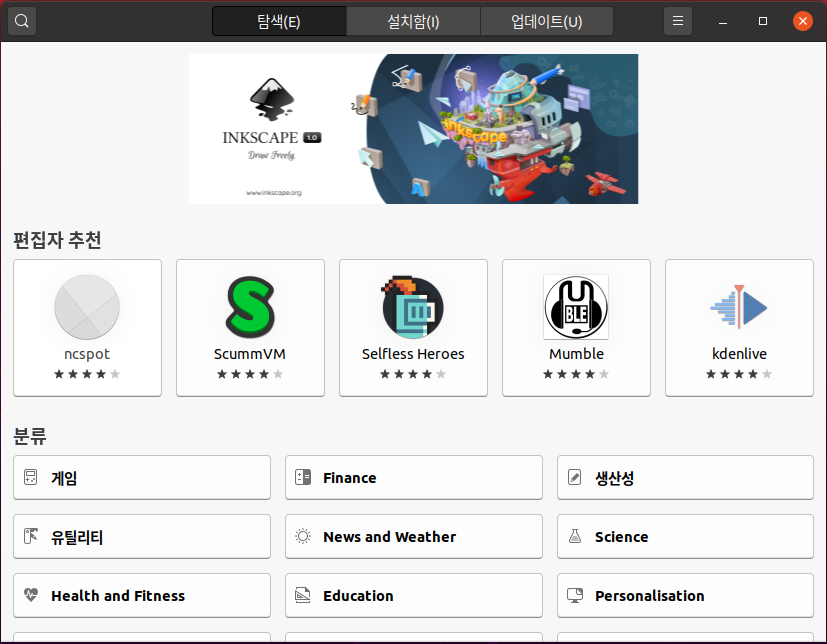 탐색(E) 설치함(I) 업데이트(U)
INKSCAPE 1.0
Draw Freely.
www.inkscape.org
inkscape
편집자 추천
ncspot ScummVM Selfless Heroes Mumble kdenlive
BLE
분류
게임 Finance 생산성
유틸리티 News and Weather Science
Health and Fitness Education Personalisation